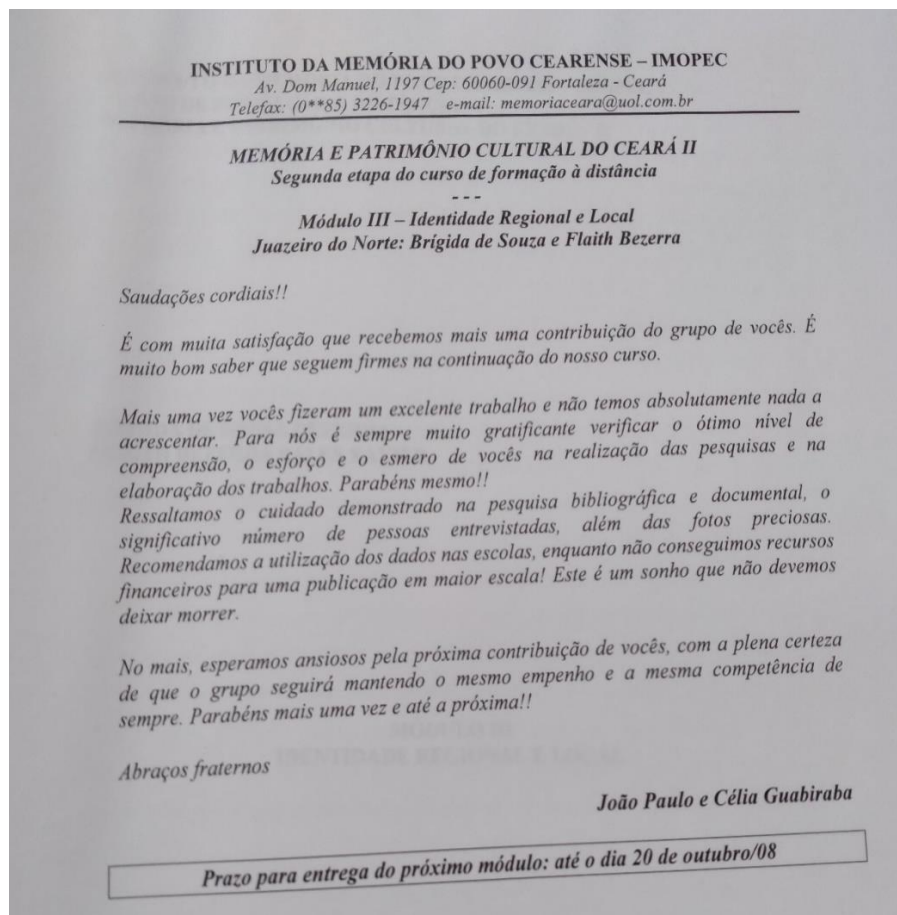 INSTITUTO DA MEMÓRIA DO POVO CEARENSE – IMOPEC
Av. Dom Manuel, 1197 Cep: 60060-091 Fortaleza - Ceará
Telefax: (0**85) 3226-1947 e-mail: memoriaceara@uol.com.br
MEMÓRIA E PATRIMÔNIO CULTURAL DO CEARÁ II
Segunda etapa do curso de formação à distância
- - -
Módulo III – Identidade Regional e Local
Juazeiro do Norte: Brígida de Souza e Flaith Bezerra
Saudações cordiais!!
É com muita satisfação que recebemos mais uma contribuição do grupo de vocês. É
muito bom saber que seguem firmes na continuação do nosso curso.
Mais uma vez vocês fizeram um excelente trabalho e não temos absolutamente nada a
acrescentar. Para nós é sempre muito gratificante verificar o ótimo nível de
compreensão, o esforço e o esmero de vocês na realização das pesquisas e na
elaboração dos trabalhos. Parabéns mesmo!!
Ressaltamos o cuidado demonstrado na pesquisa bibliográfica e documental, o
significativo número de pessoas entrevistadas, além das fotos preciosas.
Recomendamos a utilização dos dados nas escolas, enquanto não conseguimos recursos
financeiros para uma publicação em maior escala! Este é um sonho que não devemos
deixar morrer.
No mais, esperamos ansiosos pela próxima contribuição de vocês, com a plena certeza
de que o grupo seguirá mantendo o mesmo empenho e a mesma competência de
sempre. Parabéns mais uma vez e até a próxima!!
MÓDULO III
IDENTIDADE REGIONAL E LOCAL
Abraços fraternos
João Paulo e Célia Guabiraba
Prazo para entrega do próximo módulo: até o dia 20 de outubro/08